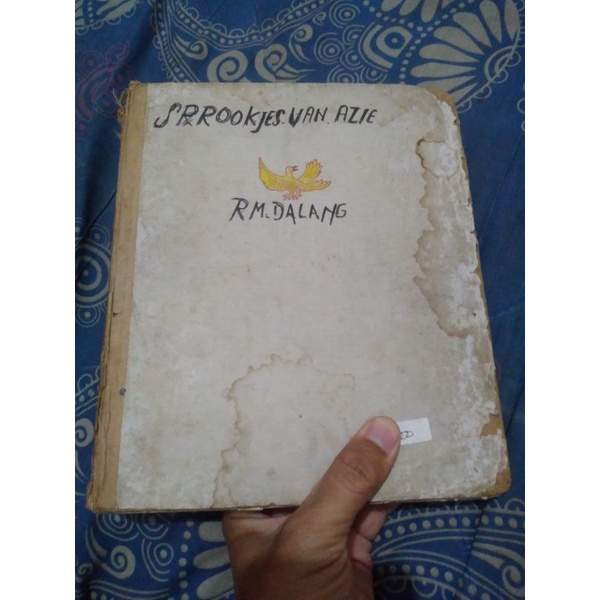 SPROOKJES. VAN. AZIE
R M. DALANG